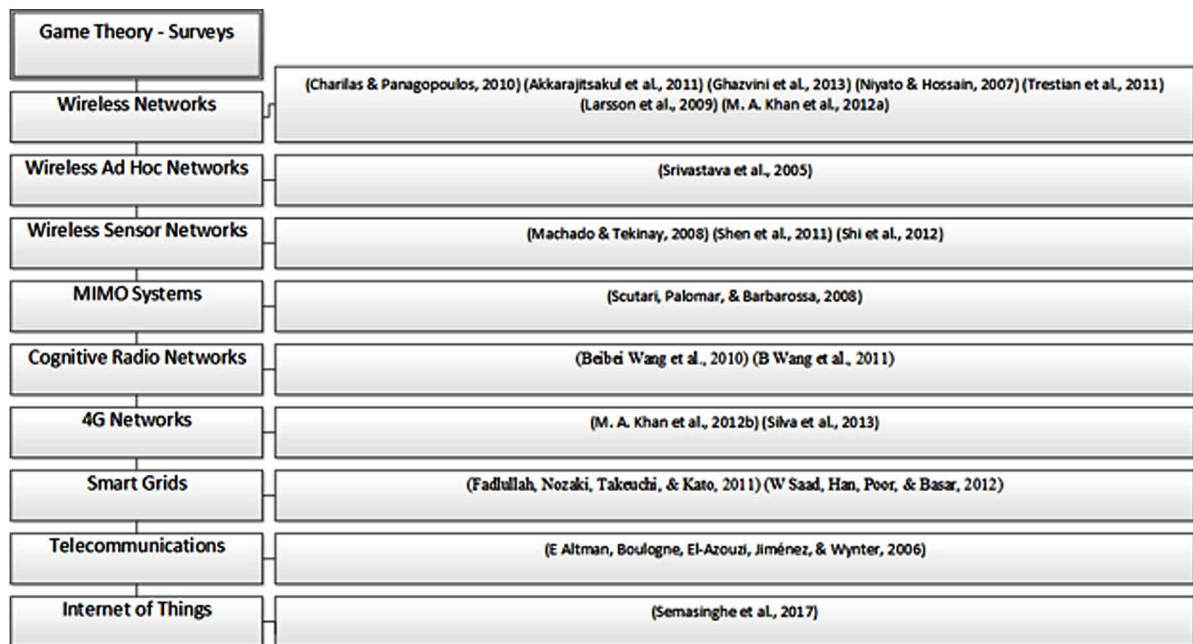 Game Theory - Surveys
Wireless Networks
(Charilas & Panagopoulos, 2010) (Akkarajitsakul et al., 2011) (Ghazvini et al., 2013) (Niyato & Hossain, 2007) (Trestian et al., 2011)
(Larsson et al., 2009) (M. A. Khan et al., 2012a)
Wireless Ad Hoc Networks
(Srivastava et al., 2005)
Wireless Sensor Networks
(Machado & Tekinay, 2008) (Shen et al., 2011) (Shi et al., 2012)
MIMO Systems
(Scutari, Palomar, & Barbarossa, 2008)
Cognitive Radio Networks
(Beibei Wang et al., 2010) (B Wang et al., 2011)
4G Networks
(M. A. Khan et al., 2012b) (Silva et al., 2013)
Smart Grids
(Fadlullah, Nozaki, Takeuchi, & Kato, 2011) (W Saad, Han, Poor, & Basar, 2012)
Telecommunications
(E Altman, Boulogne, El-Azouzi, Jiménez, & Wynter, 2006)
Internet of Things
(Semasinghe et al., 2017)